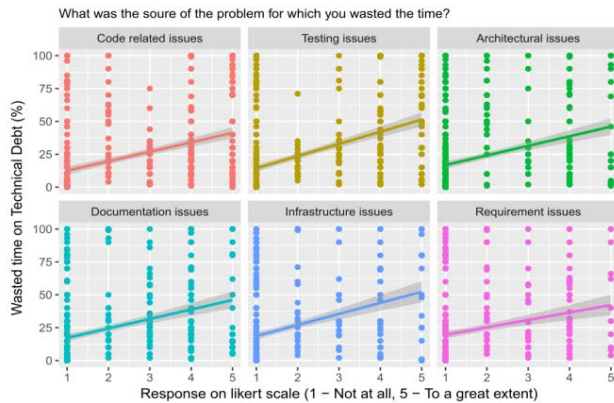 What was the soure of the problem for which you wasted the time?
Code related issues Testing issues Architectural issues
100
75
50
25
0
Documentation issues Infrastructure issues Requirement issues
100
75
50
25
0
Wasted time on Technical Debt (%)
1 2 3 4 5 1 2 3 4 5 1 2 3 4 5
Response on likert scale (1 − Not at all, 5 − To a great extent)